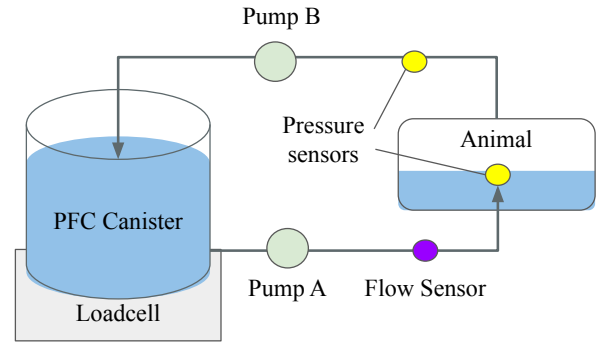 Pump B
Pressure
sensors
Animal
PFC Canister
Pump A
Flow Sensor
Loadcell